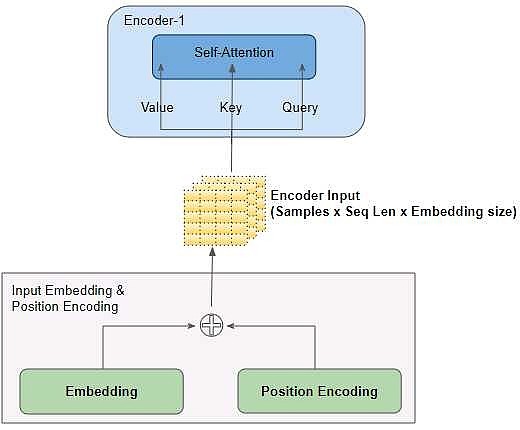 Encoder-1
Self-Attention
Value Key Query
Encoder Input
(Samples x Seq Len x Embedding size)
Input Embedding &
Position Encoding
Embedding Position Encoding